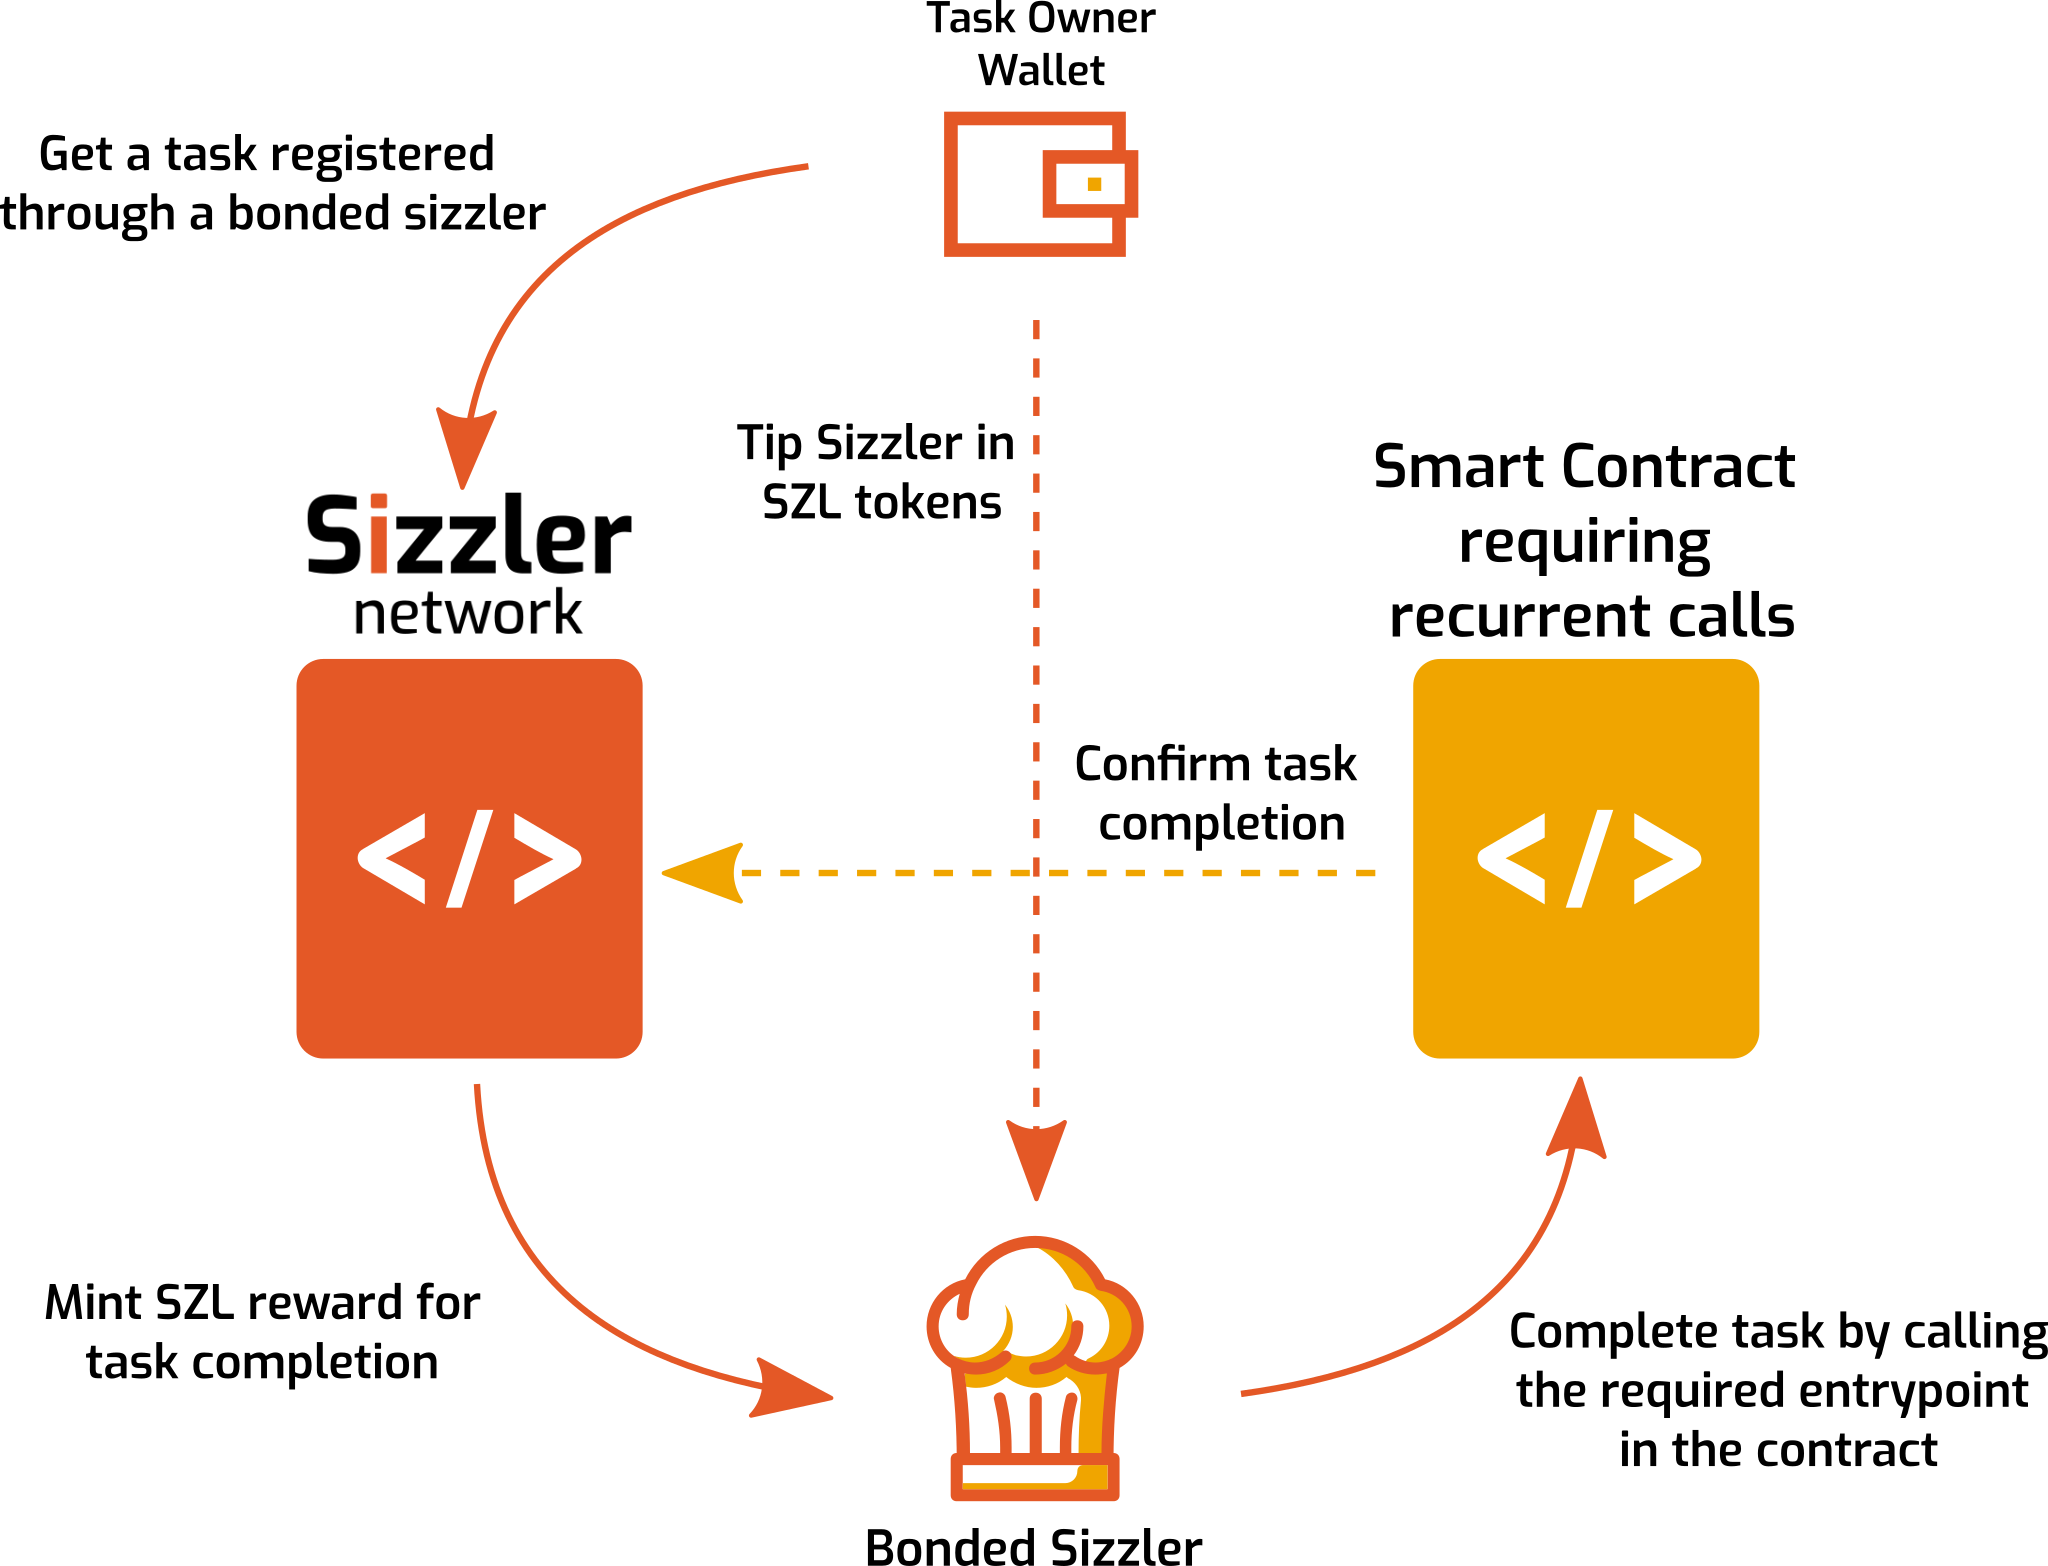 Task Owner
Wallet
Get a task registered
through a bonded sizzler
Tip Sizzler in
SZL tokens
Sizzler
network
Smart Contract
requiring
recurrent calls
</>
Confirm task
completion
</>
Mint SZL reward for
task completion
Complete task by calling
the required entrypoint
in the contract
Bonded Sizzler